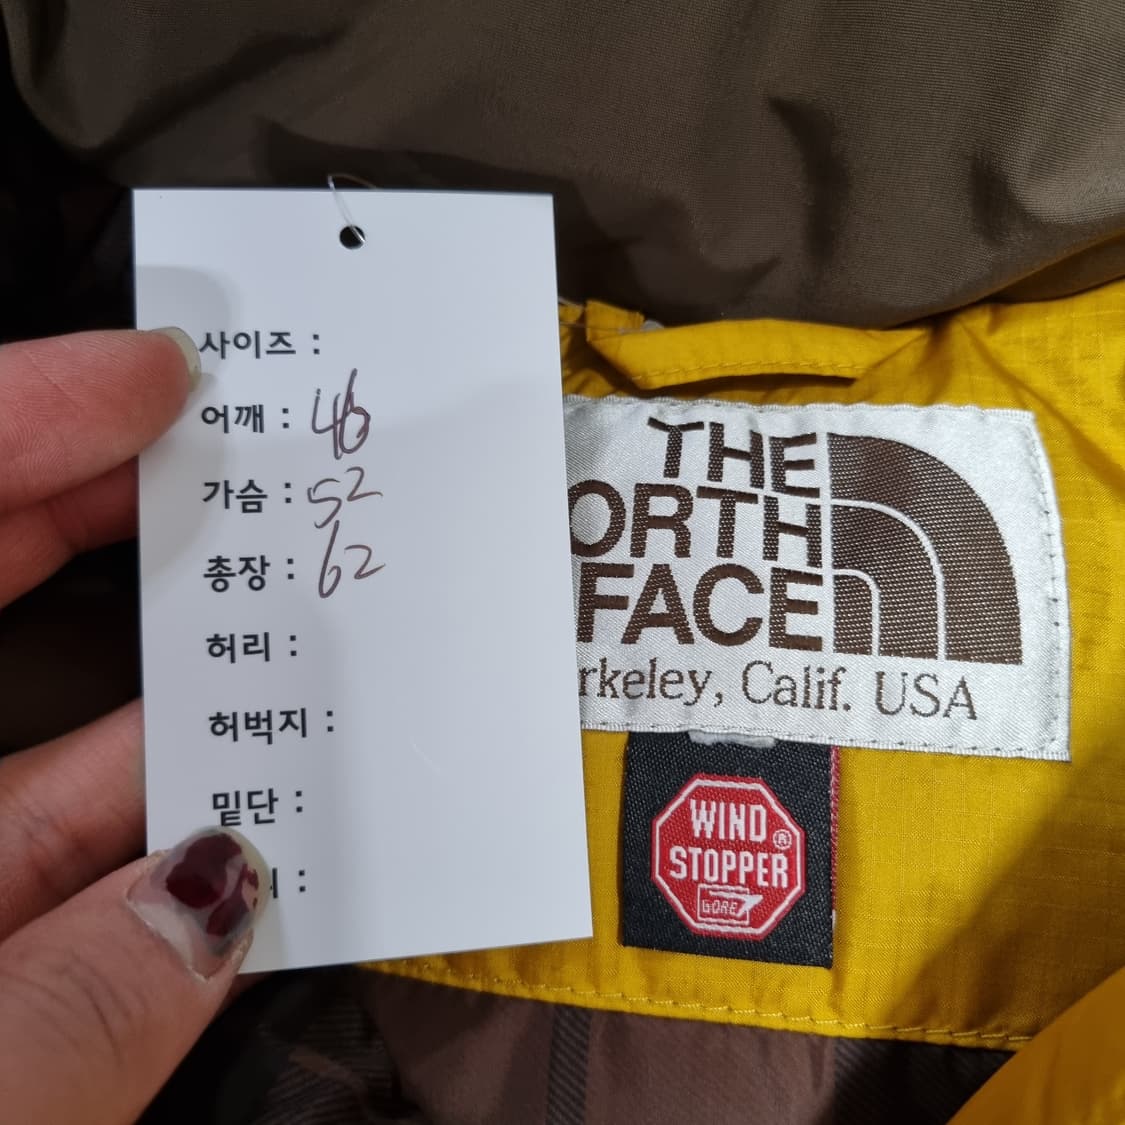 사이즈 :
어깨 : 46
가슴 : 52
총장 : 62
허리 :
허벅지 :
밑단 :
:
THE
ORTH
FACE
rkeley, Calif. USA
WIND
STOPPER®
GORE